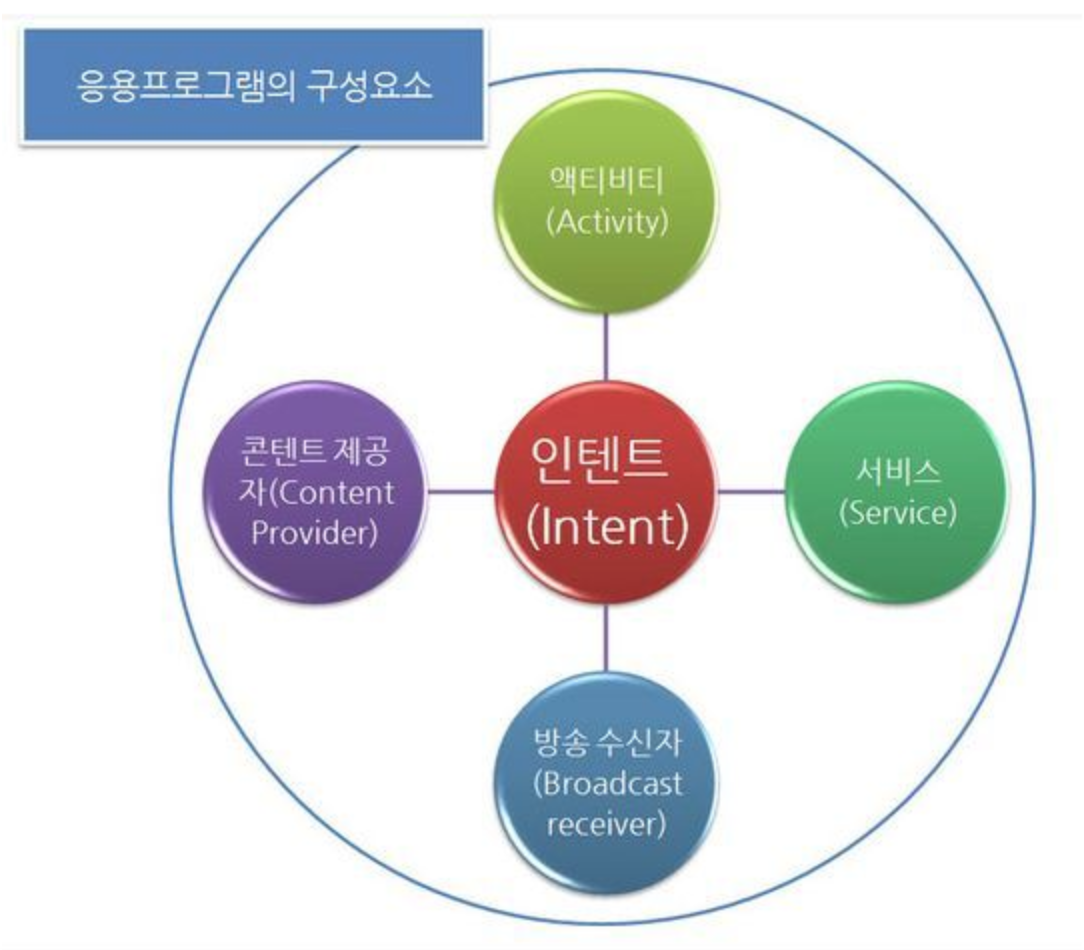 응용프로그램의 구성요소
액티비티
(Activity)
콘텐트 제공
자(Content
Provider)
인텐트
(Intent)
서비스
(Service)
방송 수신자
(Broadcast
receiver)